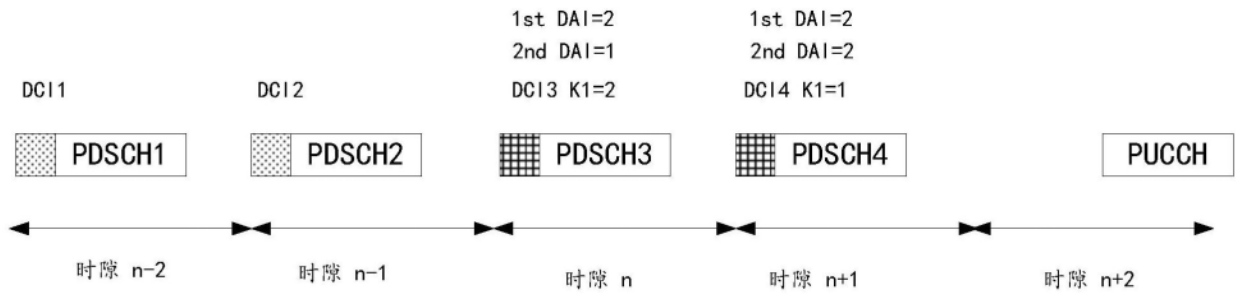 1st DAI=2
1st DAI=2
2nd DAI=1
2nd DAI=2
DCI1
DCI2
DCI3 K1=2
DCI4 K1=1
PDSCH1
PDSCH2
PDSCH3
PDSCH4
PUCCH
时隙 n-2
时隙 n-1
时隙 n
时隙 n+1
时隙 n+2